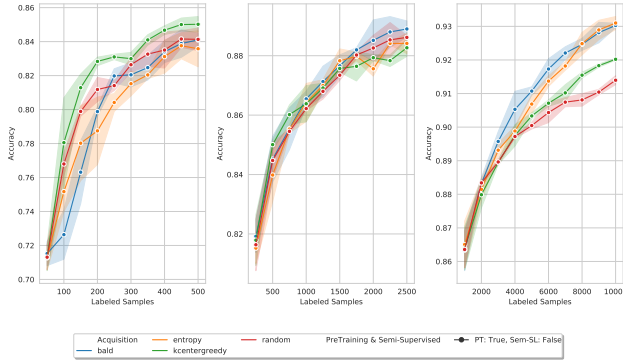 0.86
0.84
0.82
0.80
0.78
0.76
0.74
0.72
0.70
Accuracy
100 200 300 400 500
Labeled Samples
0.88
0.86
0.84
0.82
Accuracy
500 1000 1500 2000 2500
Labeled Samples
0.93
0.92
0.91
0.90
0.89
0.88
0.87
0.86
Accuracy
2000 4000 6000 8000 10000
Labeled Samples
Acquisition entropy random PreTraining & Semi-Supervised PT: True, Sem-SL: False
bald kcentergreedy